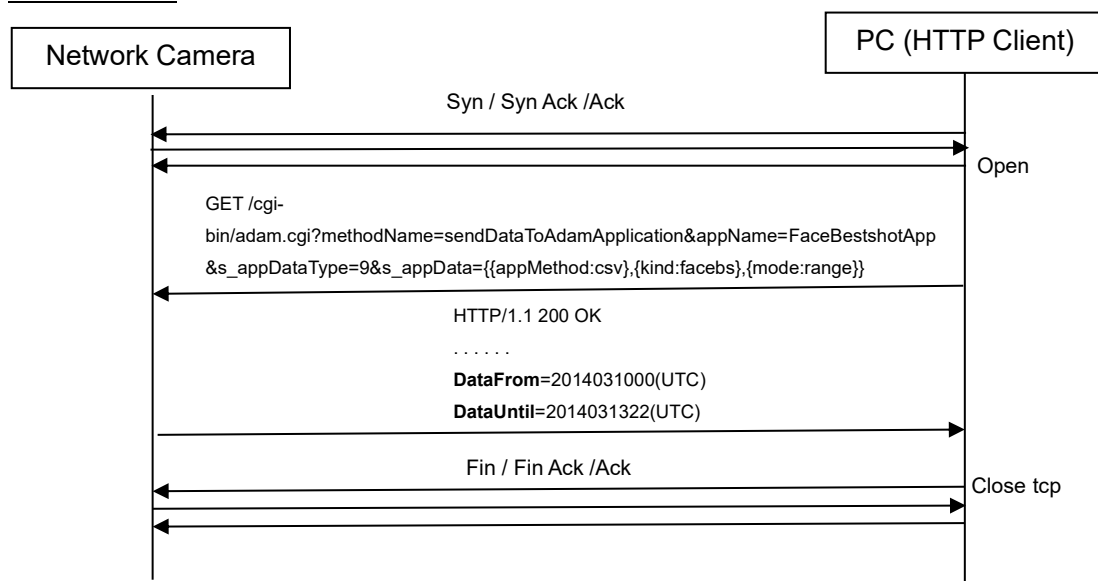 Network Camera
PC (HTTP Client)
Syn / Syn Ack /Ack
Open
GET /cgi-
bin/adam.cgi?methodName=sendDataToAdamApplication&appName=FaceBestshotApp
&s_appDataType=9&s_appData={{appMethod:csv},{kind:facebs},{mode:range}}
HTTP/1.1 200 OK
. . . . . .
DataFrom=2014031000(UTC)
DataUntil=2014031322(UTC)
Fin / Fin Ack /Ack
Close tcp